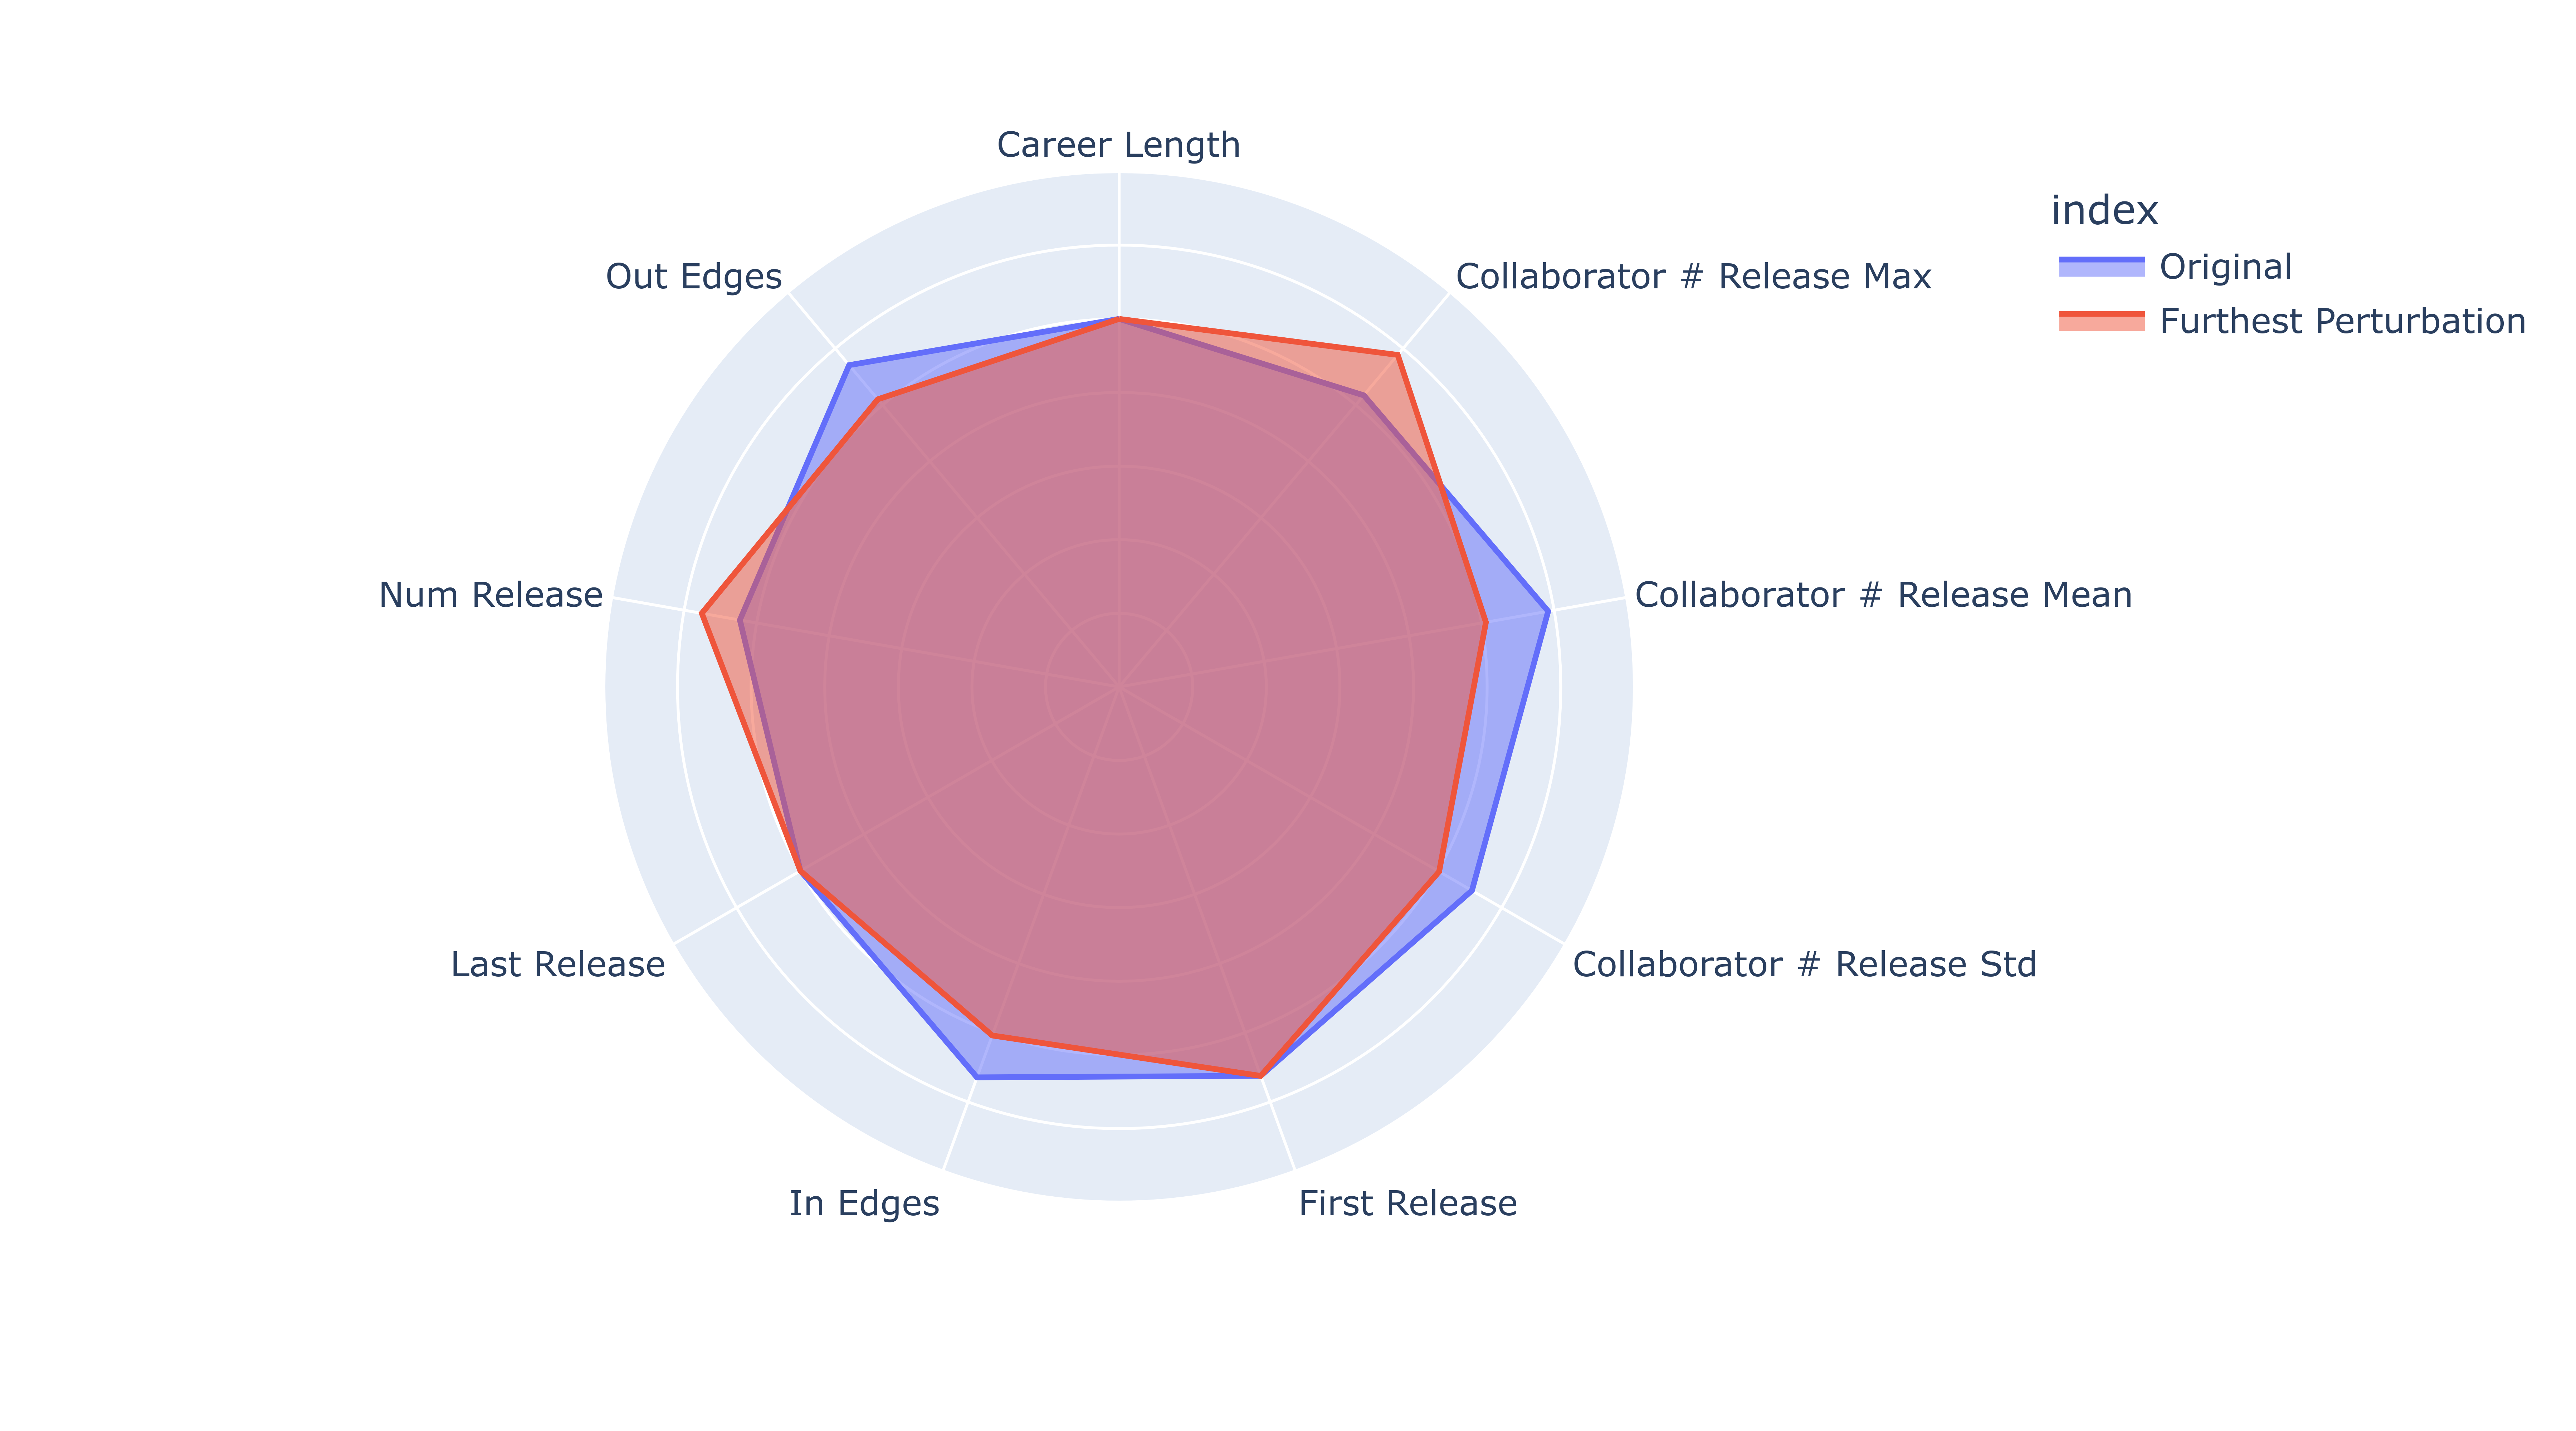 Career Length
index
Out Edges
Collaborator # Release Max
Original
Furthest Perturbation
Num Release
Collaborator # Release Mean
Last Release
Collaborator # Release Std
In Edges
First Release